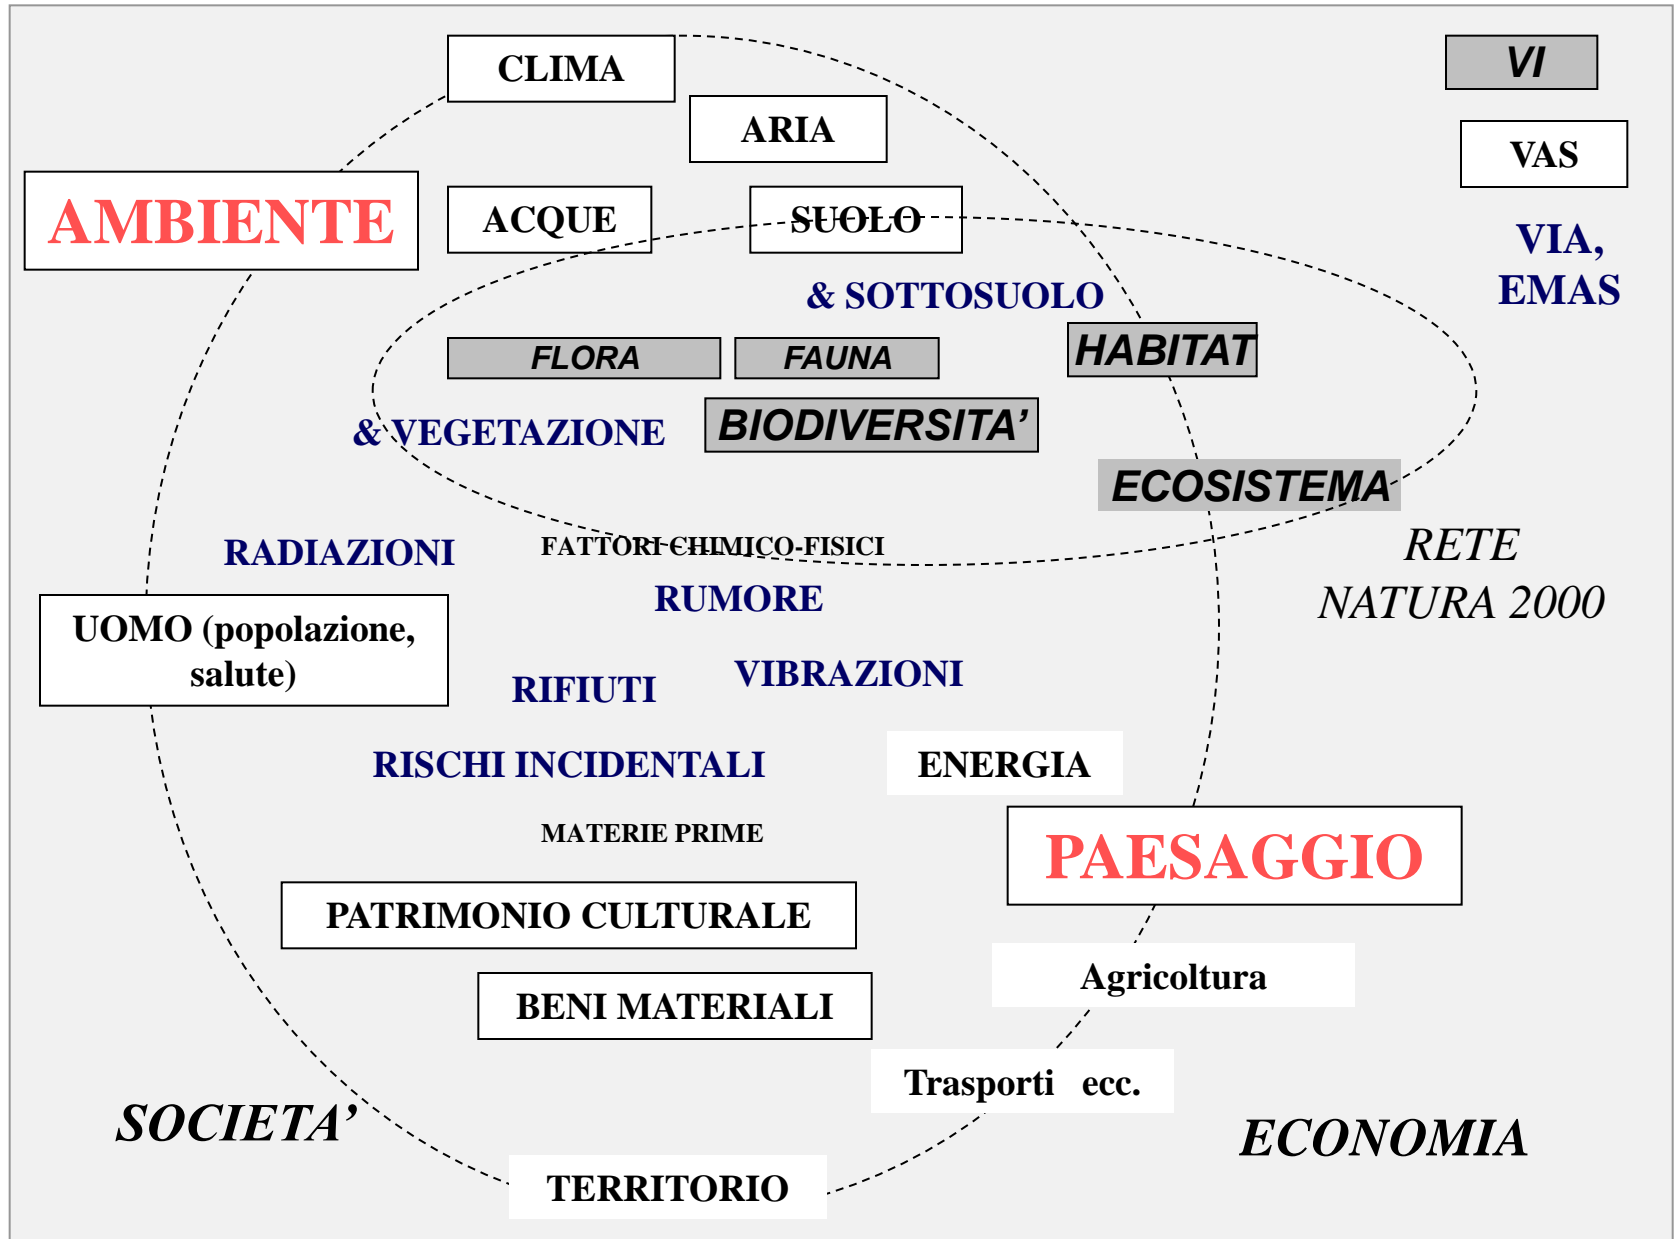 CLIMA
VI
ARIA
VAS
AMBIENTE
ACQUE
SUOLO
VIA,
EMAS
& SOTTOSUOLO
FLORA
FAUNA
HABITAT
& VEGETAZIONE
BIODIVERSITA’
ECOSISTEMA
RADIAZIONI
FATTORI CHIMICO-FISICI
RETE
NATURA 2000
RUMORE
UOMO (popolazione,
salute)
RIFIUTI
VIBRAZIONI
RISCHI INCIDENTALI
ENERGIA
MATERIE PRIME
PAESAGGIO
PATRIMONIO CULTURALE
Agricoltura
BENI MATERIALI
Trasporti ecc.
SOCIETA’
ECONOMIA
TERRITORIO